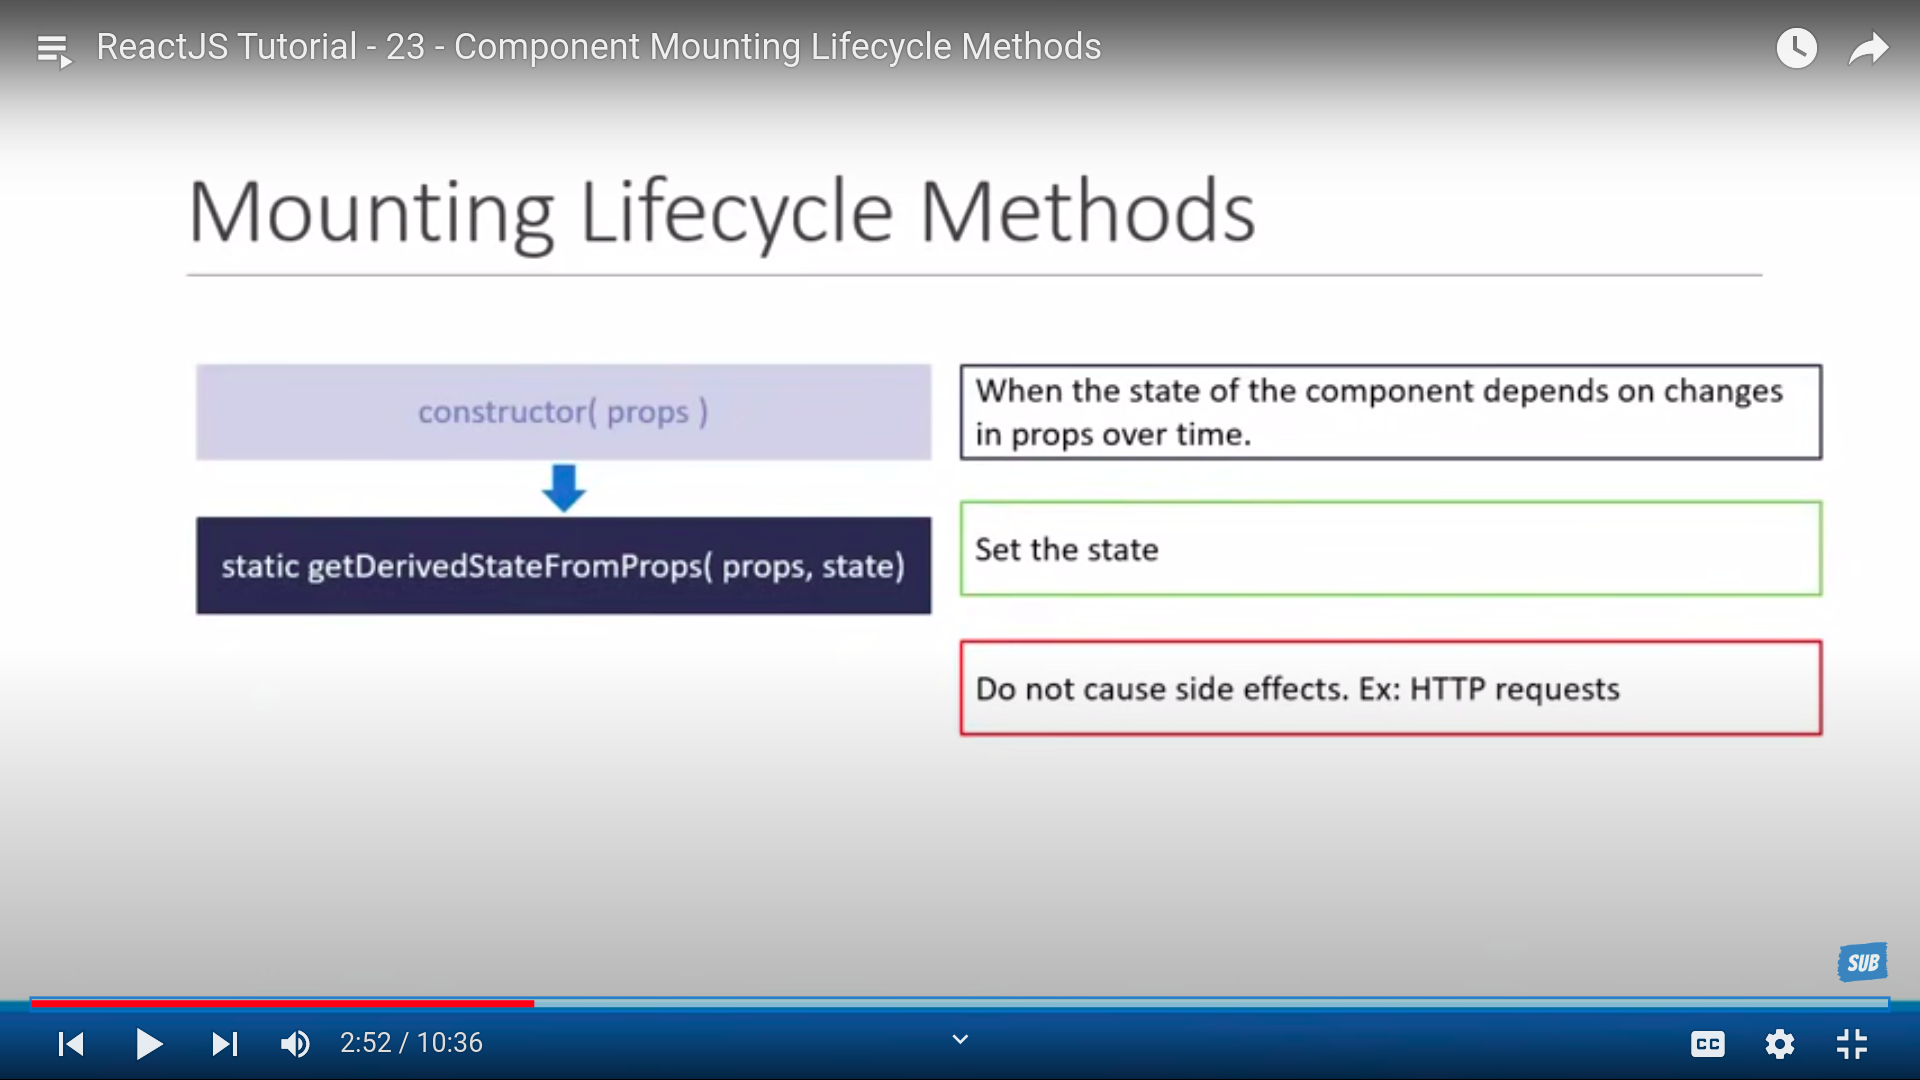 ReactJS Tutorial - 23 - Component Mounting Lifecycle Methods
Mounting Lifecycle Methods
constructor( props )
static getDerivedStateFromProps( props, state)
When the state of the component depends on changes
in props over time.
Set the state
Do not cause side effects. Ex: HTTP requests
SUB
2:52 / 10:36
CC